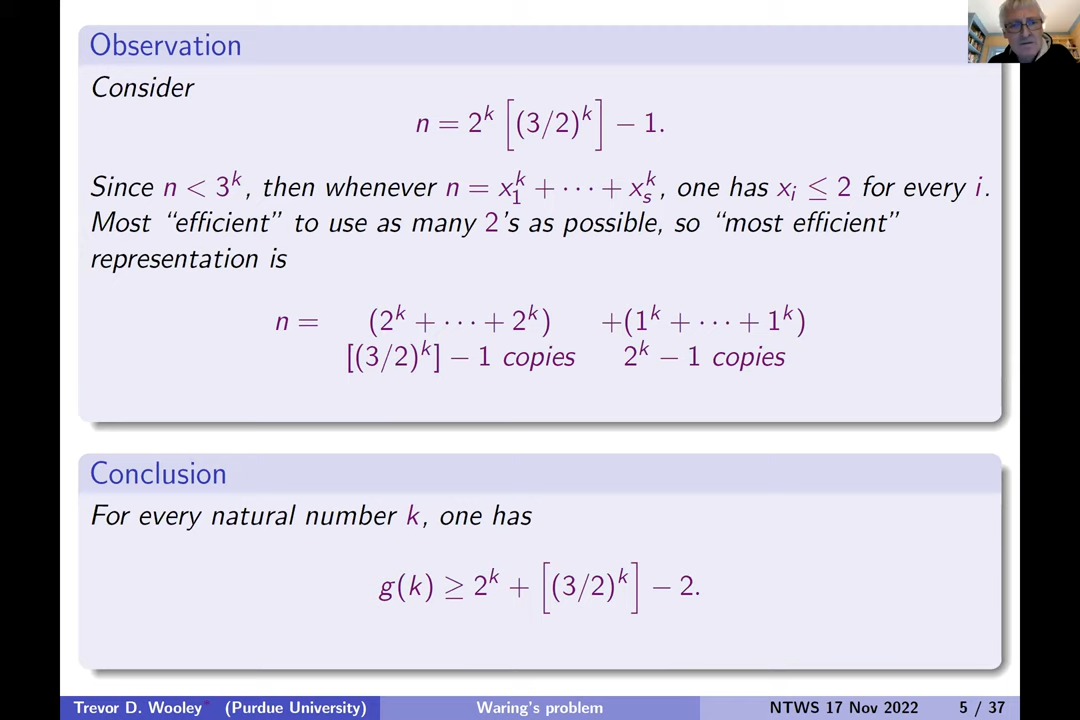 Observation
Consider
n = 2^k [(3/2)^k] − 1.
Since n < 3^k, then whenever n = x_1^k + ··· + x_s^k, one has x_i ≤ 2 for every i.
Most “efficient” to use as many 2’s as possible, so “most efficient”
representation is
n = (2^k + ··· + 2^k) +(1^k + ··· + 1^k)
[(3/2)^k] − 1 copies 2^k − 1 copies
Conclusion
For every natural number k, one has
g(k) ≥ 2^k + [(3/2)^k] − 2.
Trevor D. Wooley* (Purdue University) Waring’s problem NTWS 17 Nov 2022 5 / 37